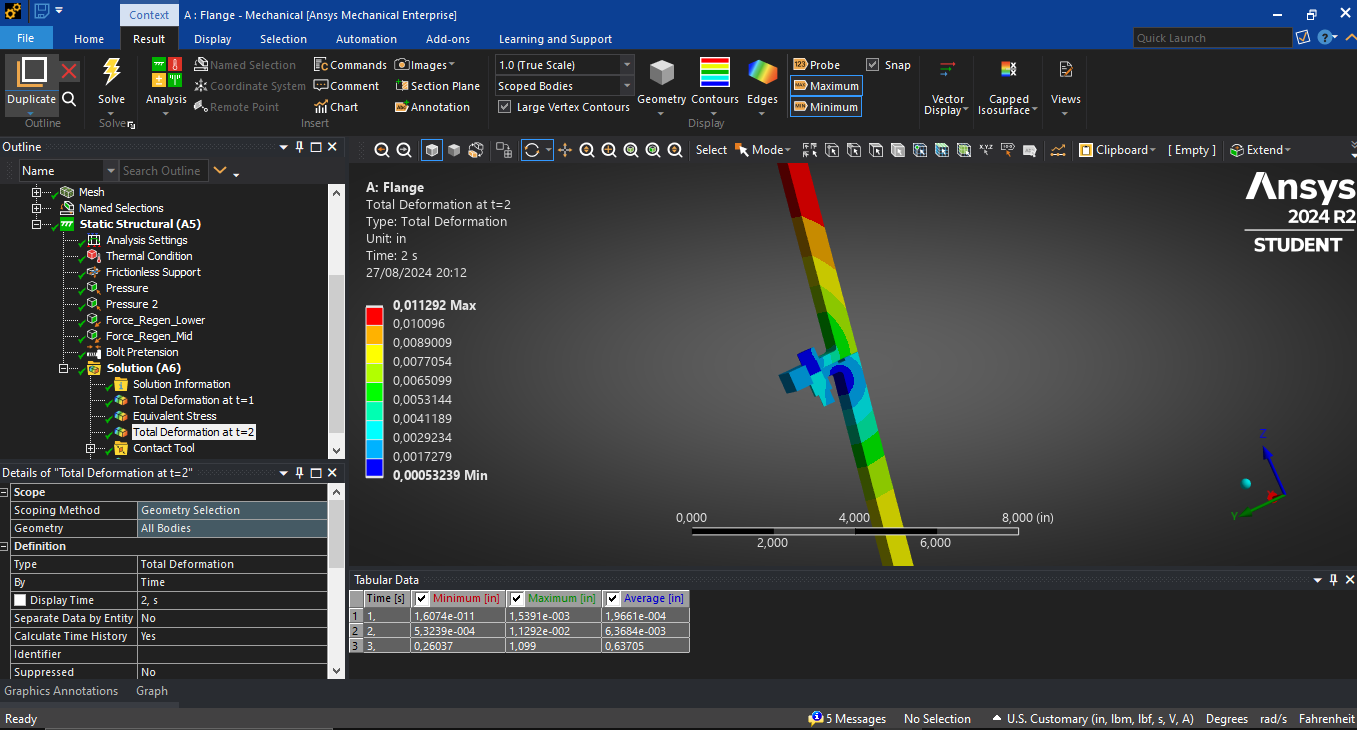 Context
A : Flange - Mechanical [Ansys Mechanical Enterprise]
File
Home
Result
Display
Selection
Automation
Add-ons
Learning and Support
Quick Launch
Duplicate
Outline
Solve
Solver
Analysis
Named Selection
Coordinate System
Remote Point
Commands
Comment
Chart
Images
Section Plane
Annotation
Insert
1.0 (True Scale)
Scoped Bodies
Large Vertex Contours
Geometry
Contours
Edges
Probe
Maximum
Minimum
Snap
Display
Vector
Display
Capped
Isosurface
Views
Outline
Name
Search Outline
Select
Mode
Clipboard
[ Empty ]
Extend
Mesh
Named Selections
Static Structural (A5)
Analysis Settings
Thermal Condition
Frictionless Support
Pressure
Pressure 2
Force_Regen_Lower
Force_Regen_Mid
Bolt Pretension
Solution (A6)
Solution Information
Total Deformation at t=1
Equivalent Stress
Total Deformation at t=2
Contact Tool
A: Flange
Total Deformation at t=2
Type: Total Deformation
Unit: in
Time: 2 s
27/08/2024 20:12
0,011292 Max
0,010096
0,0089009
0,0077054
0,0065099
0,0053144
0,0041189
0,0029234
0,0017279
0,00053239 Min
Ansys
2024 R2
STUDENT
Z
X
Y
0,000
4,000
8,000 (in)
2,000
6,000
Details of "Total Deformation at t=2"
Scope
Scoping Method Geometry Selection
Geometry All Bodies
Definition
Type Total Deformation
By Time
Display Time 2, s
Separate Data by Entity No
Calculate Time History Yes
Identifier
Suppressed No
Tabular Data
Time [s] Minimum [in] Maximum [in] Average [in]
1 1, 1,6074e-011 1,5391e-003 1,9661e-004
2 2, 5,3239e-004 1,1292e-002 6,3684e-003
3 3, 0,26037 1,099 0,63705
Graphics Annotations
Graph
Ready
5 Messages
No Selection
U.S. Customary (in, lbm, lbf, s, V, A)
Degrees
rad/s
Fahrenheit